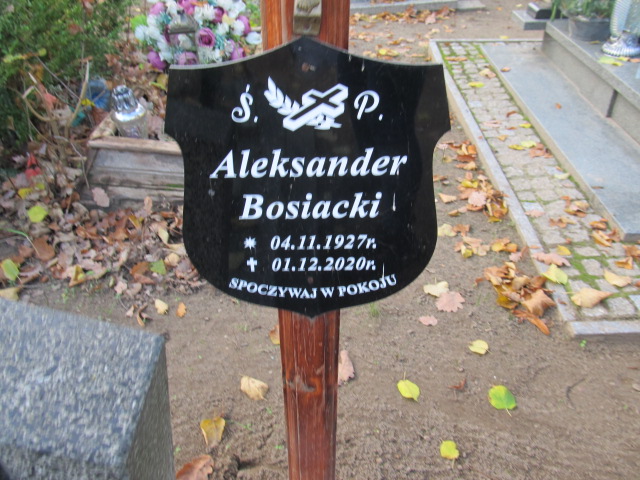 Ś. P.
Aleksander
Bosiacki
04.11.1927r.
01.12.2020r.
SPOCZYWAJ W POKOJU